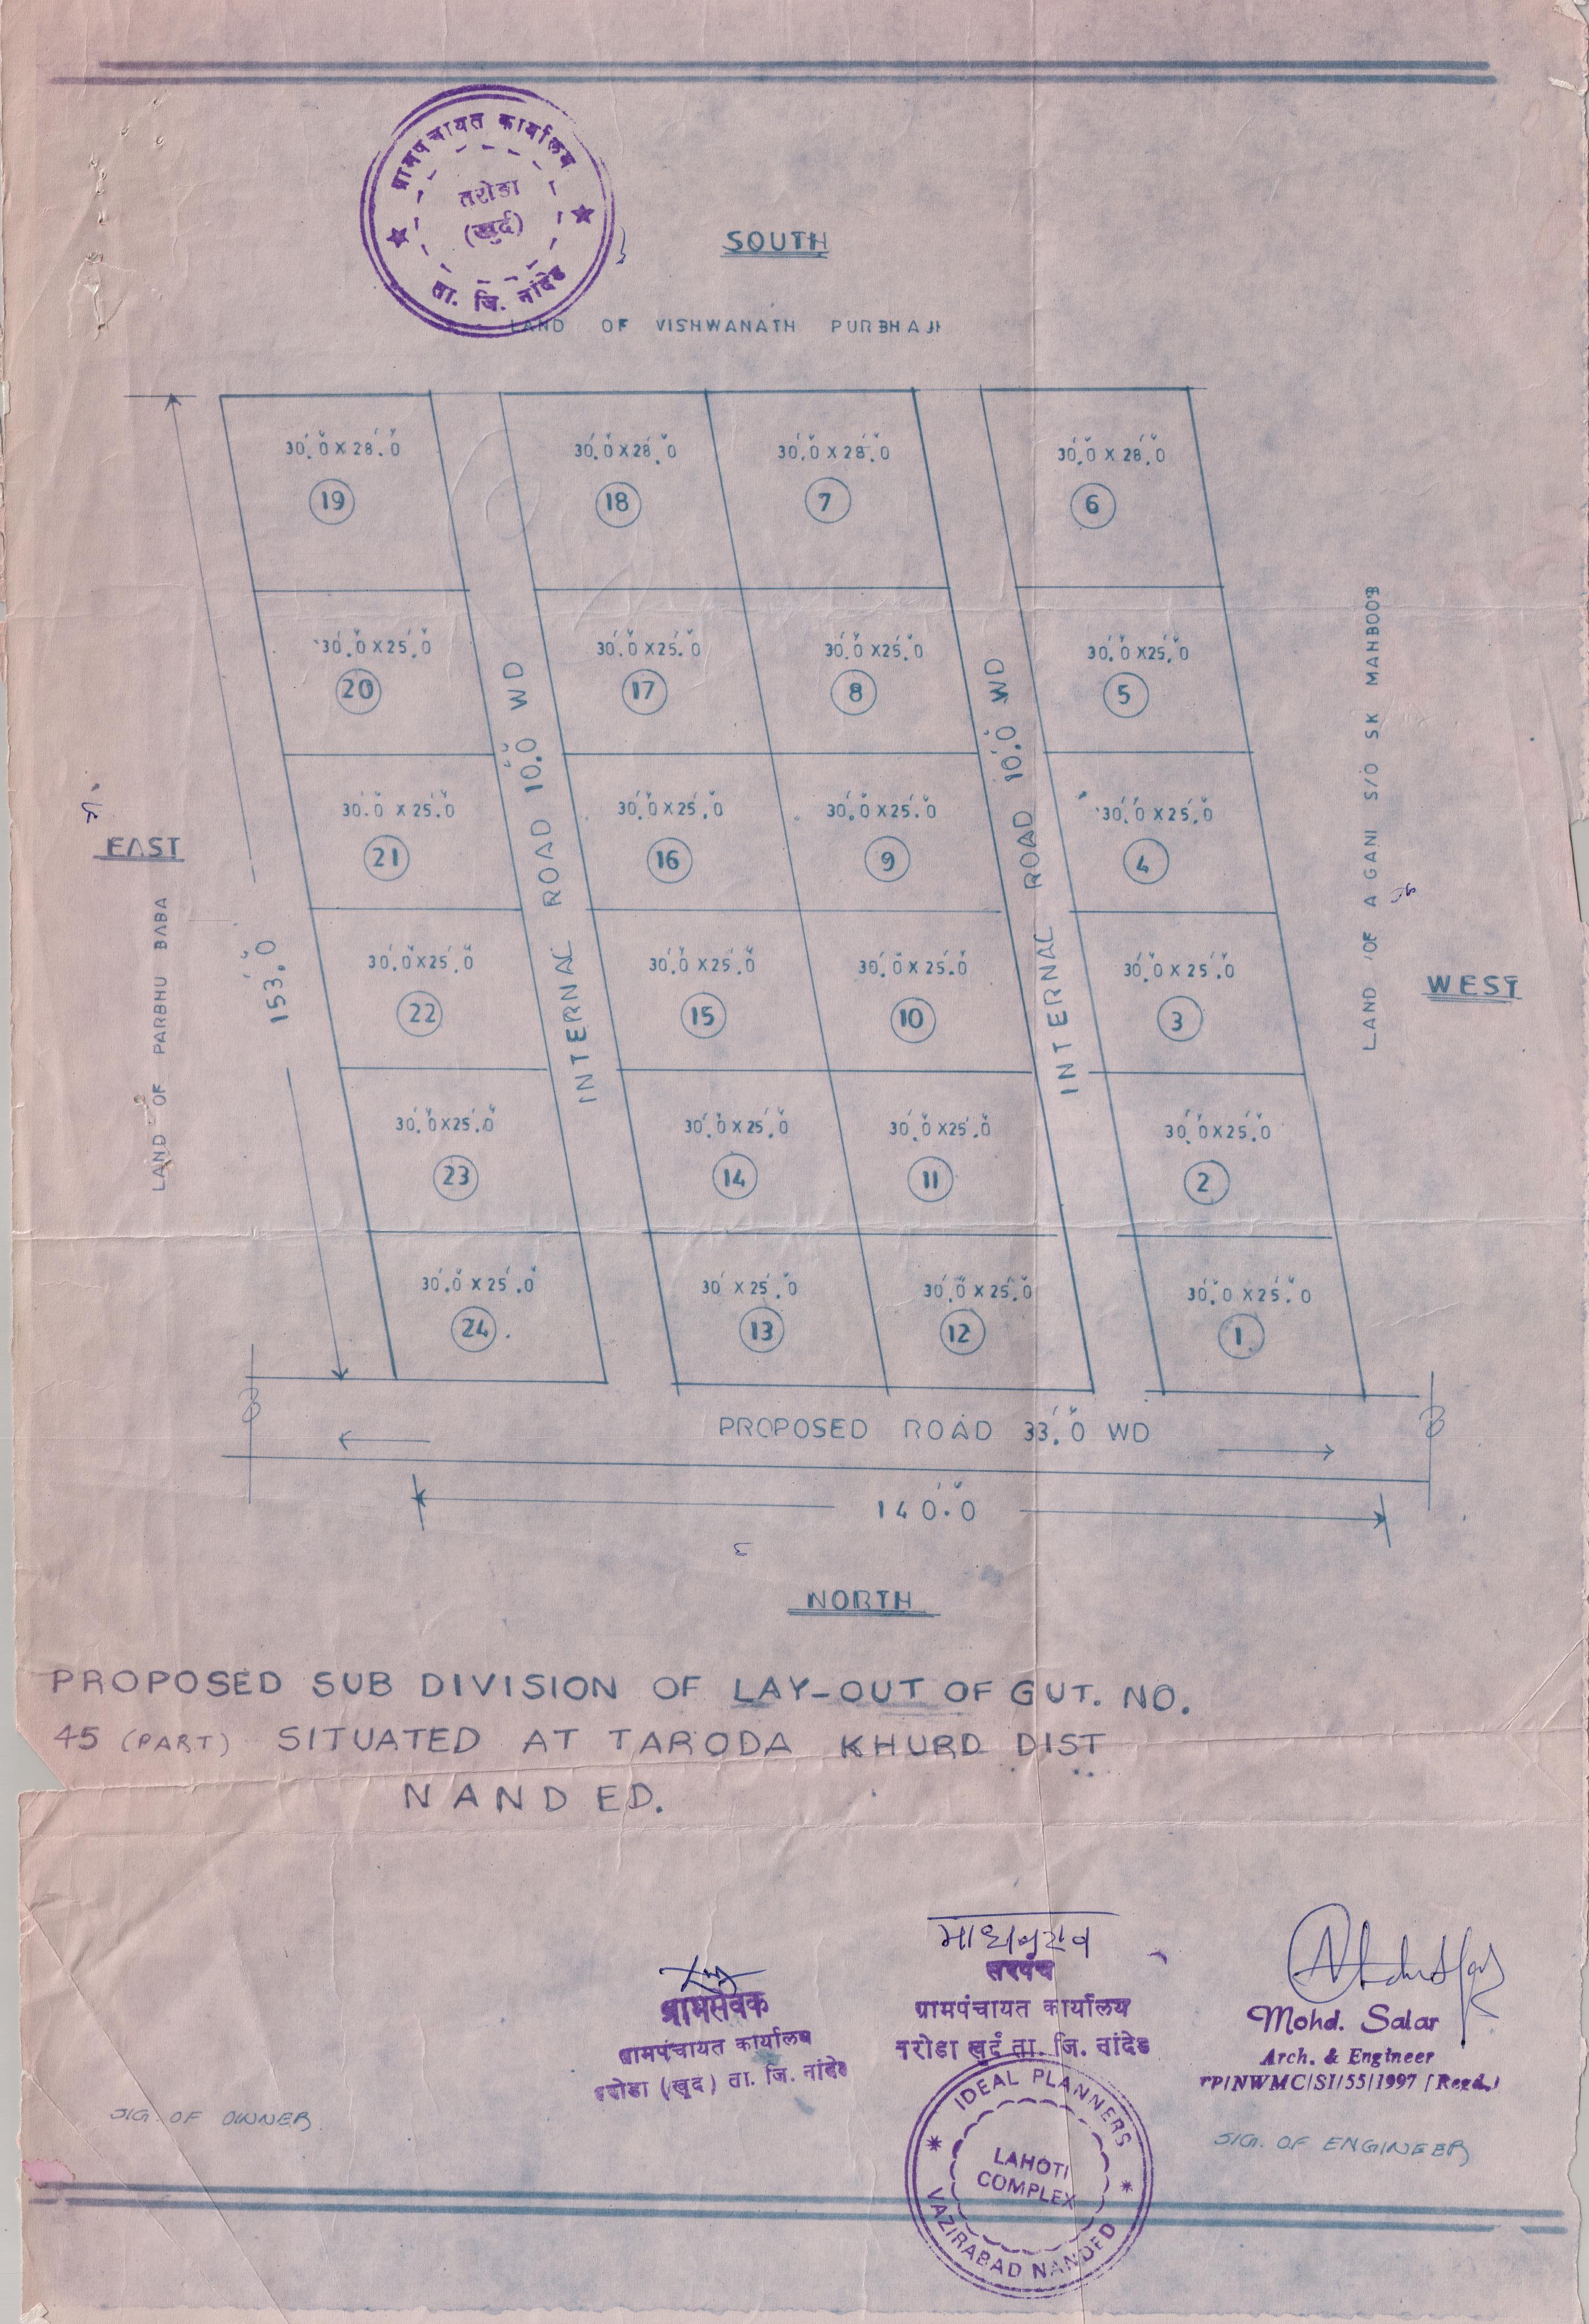 ग्रामपंचायत कार्यालय
तरोडा
(खुर्द)
ता. जि. नांदेड
SOUTH
LAND OF VISHWANATH PURBHAJI
30'.0" X 28'.0"
19
30'.0" X 28'.0"
18
30'.0" X 28'.0"
7
30'.0" X 28'.0"
6
30'.0" X 25'.0"
20
30'.0" X 25'.0"
17
30'.0" X 25'.0"
8
30'.0" X 25'.0"
5
30'.0" X 25'.0"
21
30'.0" X 25'.0"
16
30'.0" X 25'.0"
9
30'.0" X 25'.0"
4
30'.0" X 25'.0"
22
30'.0" X 25'.0"
15
30'.0" X 25'.0"
10
30'.0" X 25'.0"
3
30'.0" X 25'.0"
23
30'.0" X 25'.0"
14
30'.0" X 25'.0"
11
30'.0" X 25'.0"
2
30'.0" X 25'.0"
24
30' X 25'.0"
13
30'.0" X 25'.0"
12
30'.0" X 25'.0"
1
INTERNAL ROAD 10'.0" WD
INTERNAL ROAD 10'.0" WD
EAST
LAND OF PARBHU BABA
153'.0"
LAND OF A GANI S/O SK MAHBOOB
WEST
PROPOSED ROAD 33'.0" WD
140'.0"
NORTH
PROPOSED SUB DIVISION OF LAY-OUT OF GUT. NO.
45 (PART) SITUATED AT TARODA KHURD DIST
NANDED.
ग्रामसेवक
ग्रामपंचायत कार्यालय
तरोडा (खुर्द) ता. जि. नांदेड
माधवराव
सरपंच
ग्रामपंचायत कार्यालय
तरोडा खुर्द ता. जि. नांदेड
Mohd. Salar
Arch. & Engineer
TP/NWMC/SI/55/1997 (Regd.)
SIG. OF OWNER.
SIG. OF ENGINEER
IDEAL PLANNERS
LAHOTI
COMPLEX
VAZIRABAD NANDED